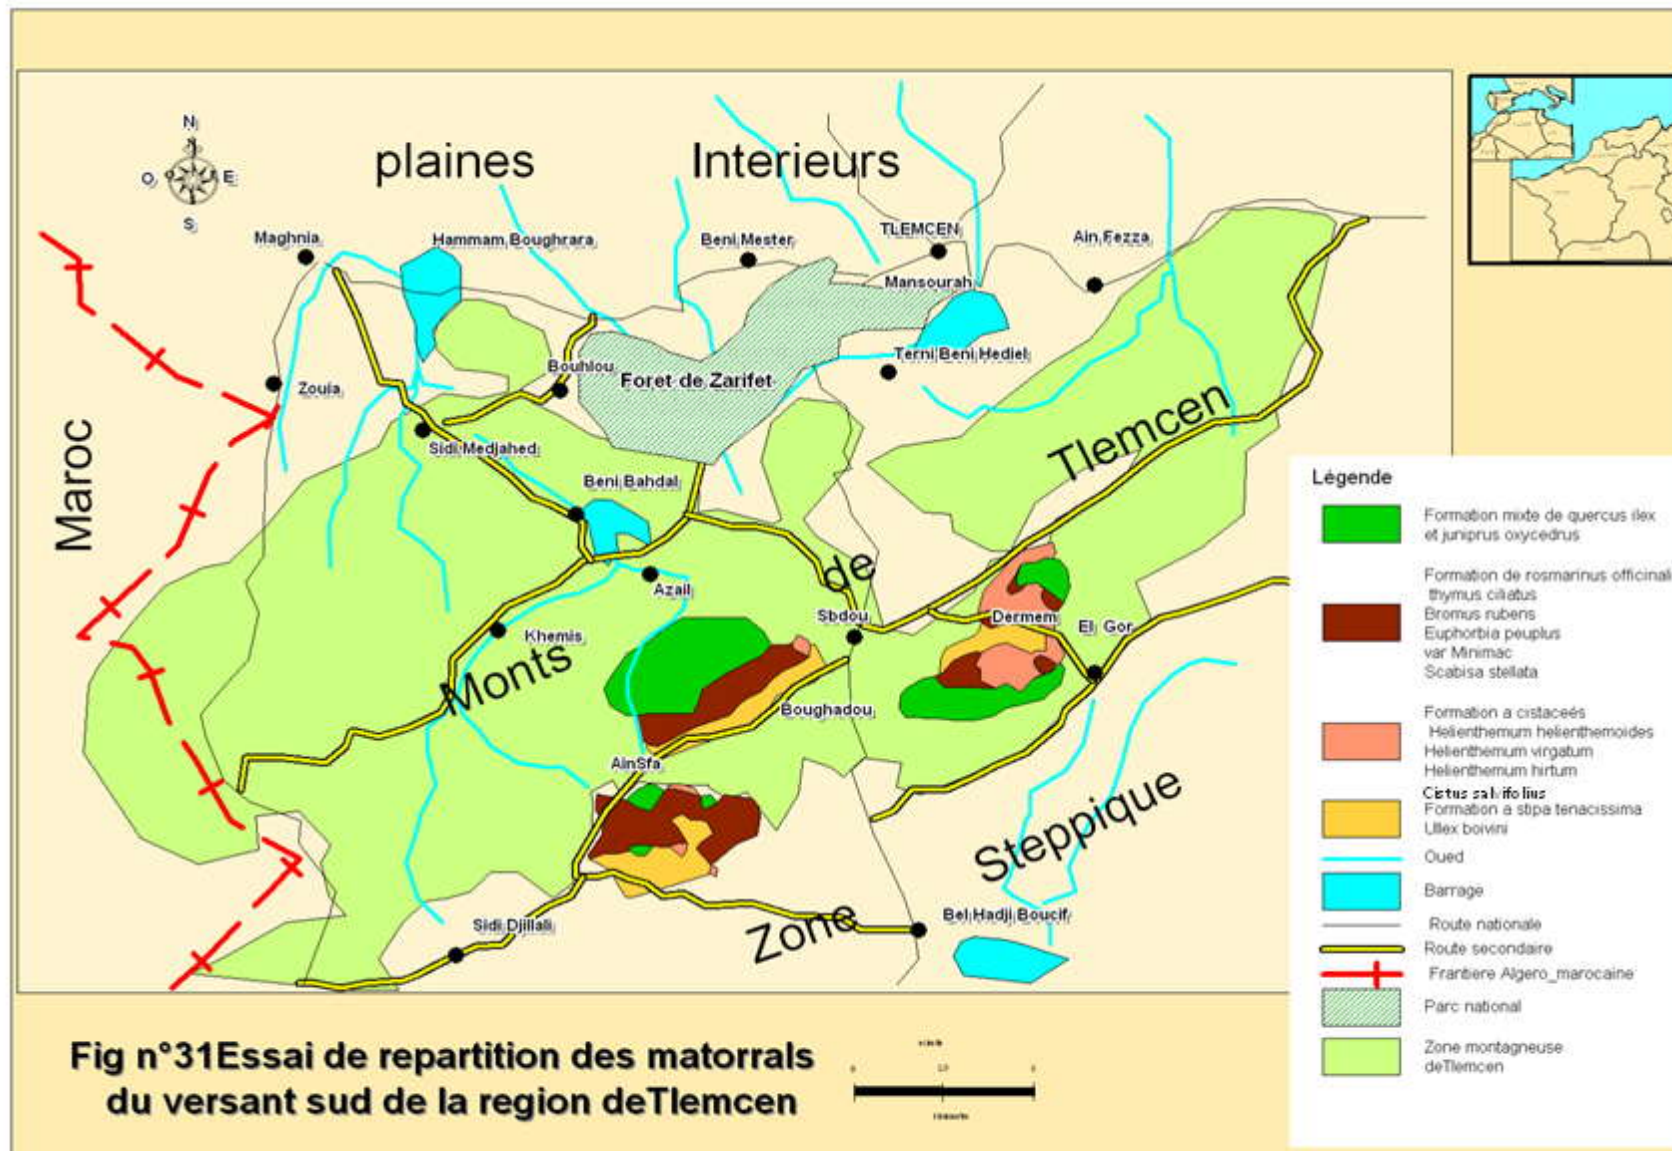 N
O
E
S
plaines Interieurs
Maghnia
Hammam Boughrara
Beni Mester
TLEMCEN
Ain Fezza
Mansourah
Zouia
Bouhlou
Foret de Zarifet
Terni Beni Hediel
Maroc
Sidi Medjahed
Beni Bahdal
Monts de Tlemcen
Azail
Khemis
Sbdou
Dermem
El Gor
Boughadou
AinSfa
Zone Steppique
Sidi Djillali
Bel Hadji Boucif
Légende
Formation mixte de quercus ilex
et juniprus oxycedrus
Formation de rosmarinus officinale
thymus ciliatus
Bromus rubens
Euphorbia peuplus
var Minimac
Scabisa stellata
Formation a cistaceés
Helienthemum helienthemoides
Helienthemum virgatum
Helienthemum hirtum
Cistus salvifolius
Formation a stipa tenacissima
Ullex boivini
Oued
Barrage
Route nationale
Route secondaire
Frantiere Algero_marocaine
Parc national
Zone montagneuse
deTlemcen
Fig n°31Essai de repartition des matorrals
du versant sud de la region deTlemcen